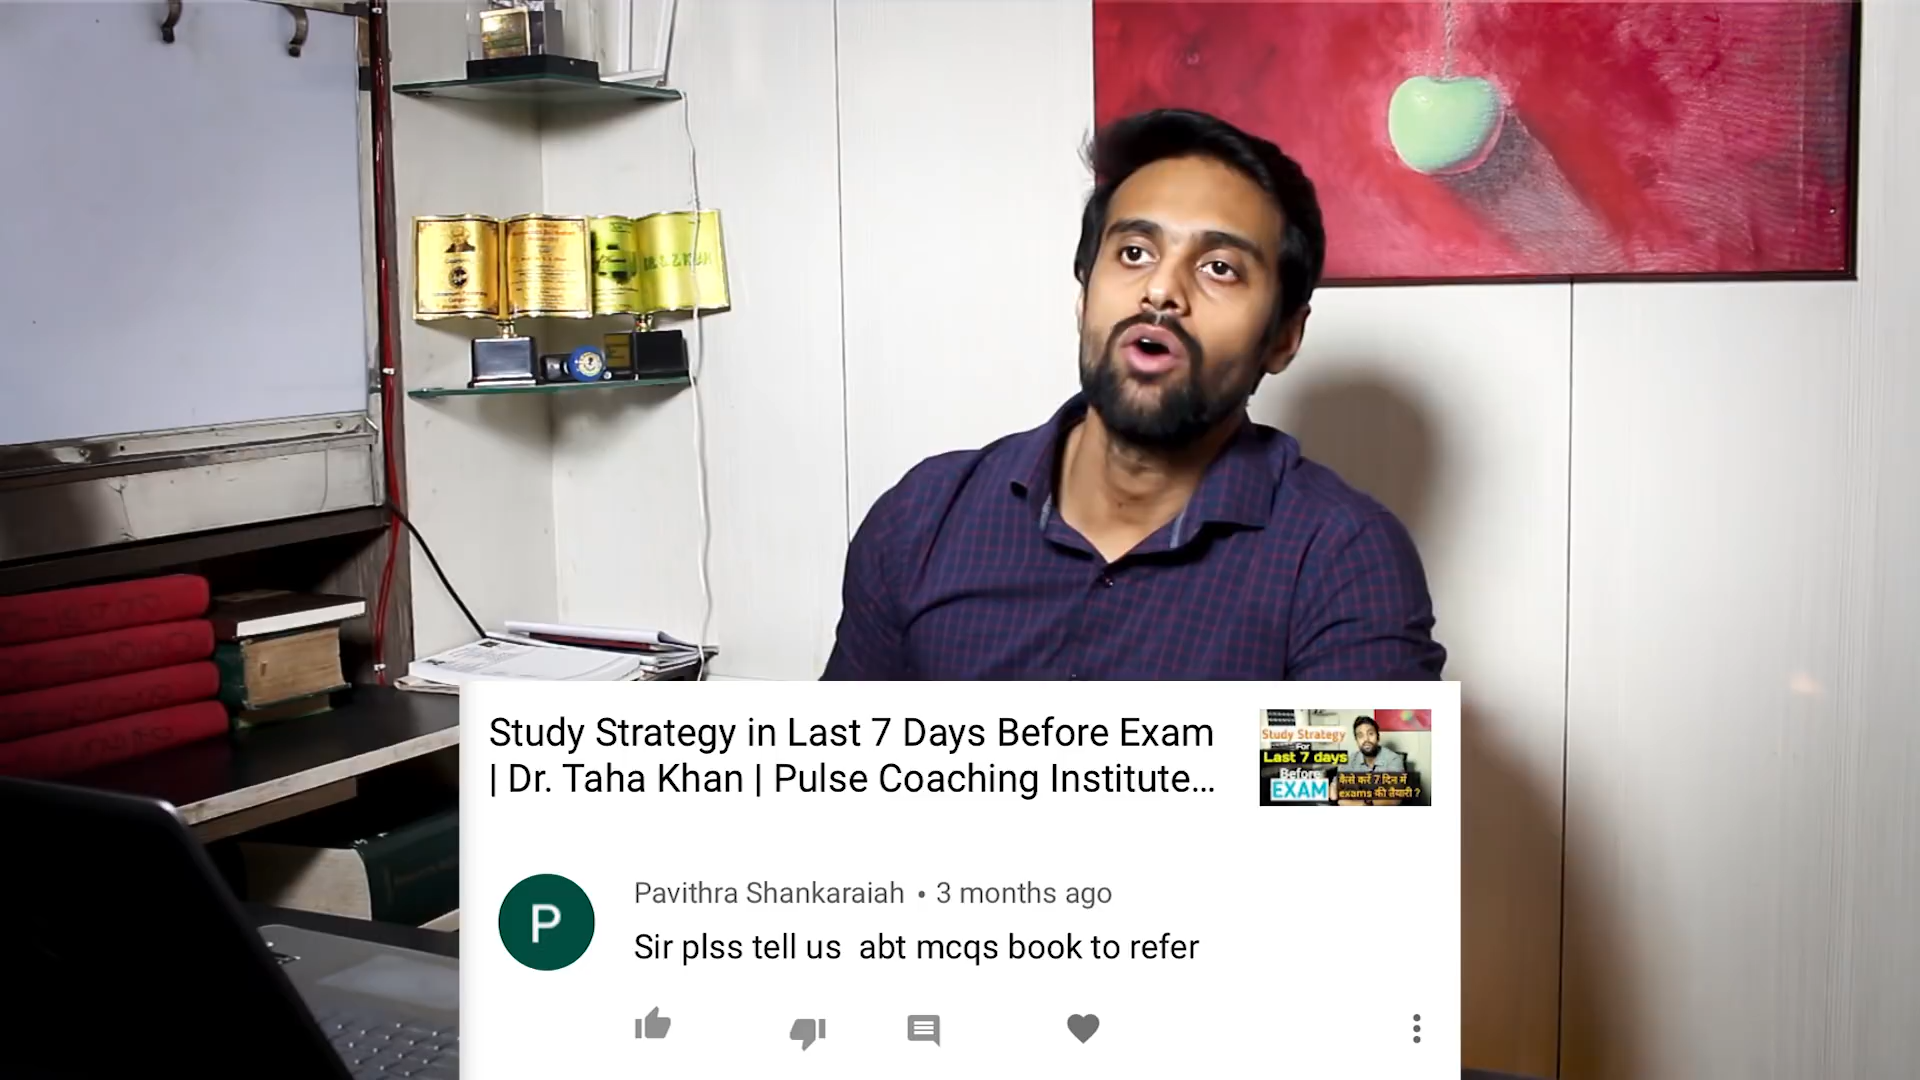 Study Strategy in Last 7 Days Before Exam
| Dr. Taha Khan | Pulse Coaching Institute...
Study Strategy
For
Last 7 days
Before
EXAM
कैसे करें 7 दिन में
exams की तैयारी ?
P
Pavithra Shankaraiah • 3 months ago
Sir plss tell us  abt mcqs book to refer